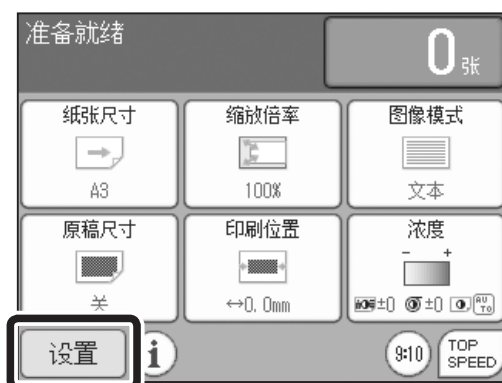 准备就绪
0张
纸张尺寸
缩放倍率
图像模式
A3
100%
文本
原稿尺寸
印刷位置
浓度
- +
关
↔0.0mm
±0
±0
AUTO
设置
i
9:10
TOP
SPEED